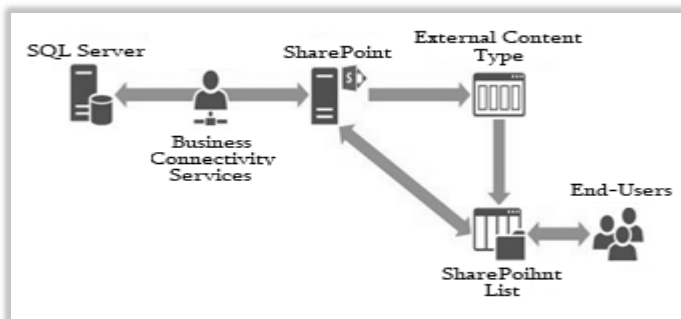 SQL Server
SharePoint
External Content
Type
S
Business
Connectivity
Services
End-Users
SharePoihnt
List